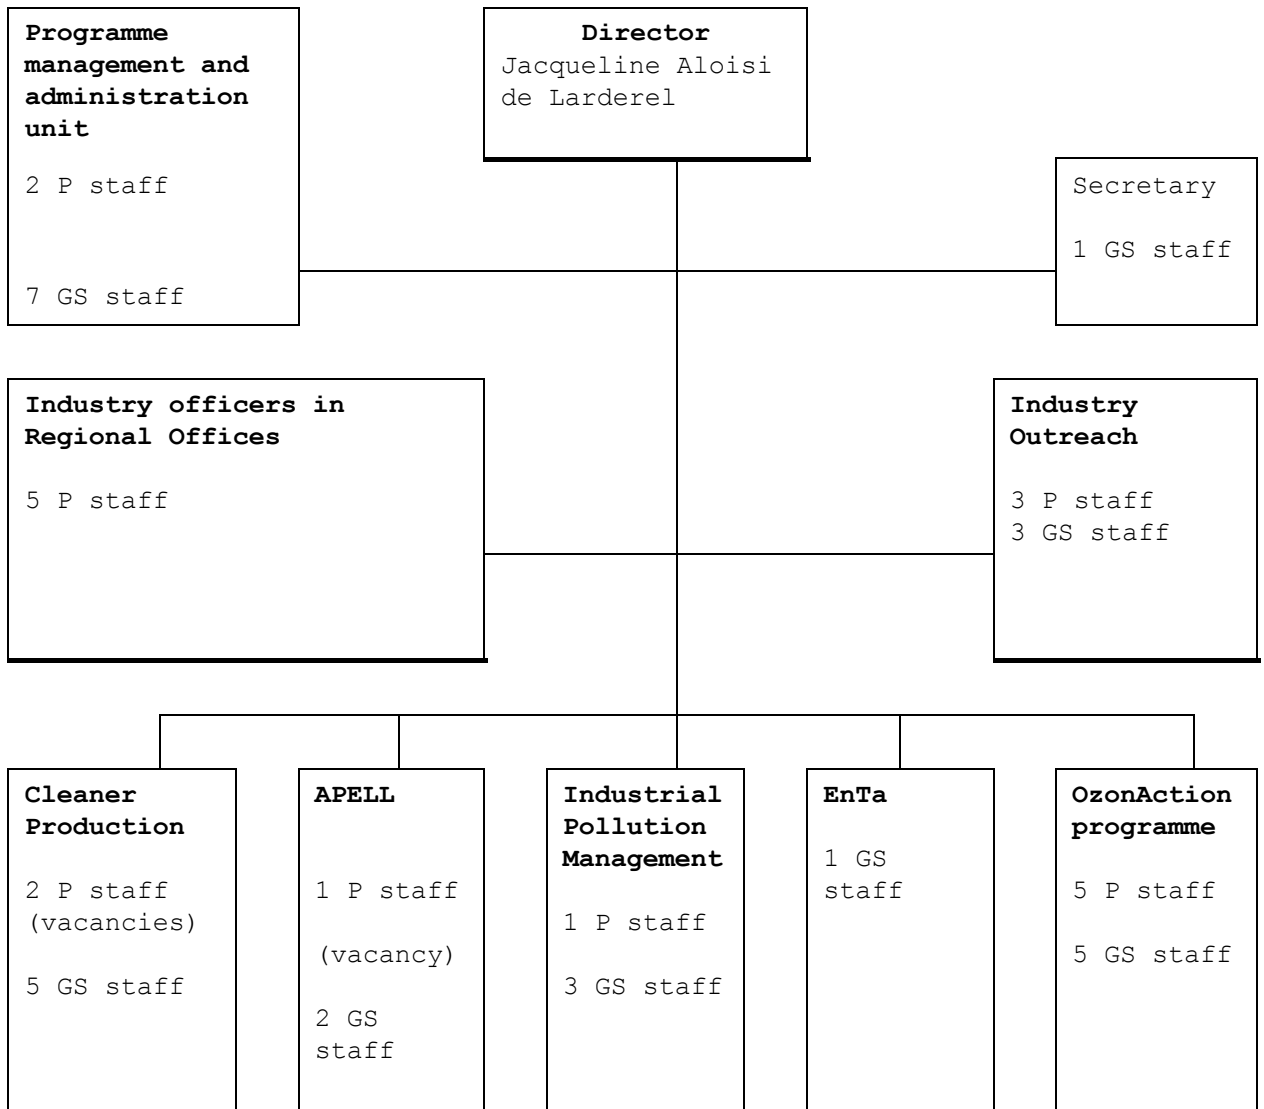 Programme
management and
administration
unit
2 P staff
7 GS staff
Director
Jacqueline Aloisi
de Larderel
Secretary
1 GS staff
Industry officers in
Regional Offices
5 P staff
Industry
Outreach
3 P staff
3 GS staff
Cleaner
Production
2 P staff
(vacancies)
5 GS staff
APELL
1 P staff
(vacancy)
2 GS
staff
Industrial
Pollution
Management
1 P staff
3 GS staff
EnTa
1 GS
staff
OzonAction
programme
5 P staff
5 GS staff